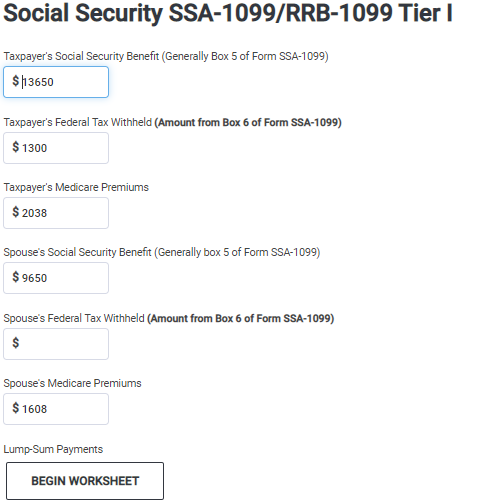 Social Security SSA-1099/RRB-1099 Tier I
Taxpayer's Social Security Benefit (Generally Box 5 of Form SSA-1099)
$ 13650
Taxpayer's Federal Tax Withheld (Amount from Box 6 of Form SSA-1099)
$ 1300
Taxpayer's Medicare Premiums
$ 2038
Spouse's Social Security Benefit (Generally box 5 of Form SSA-1099)
$ 9650
Spouse's Federal Tax Withheld (Amount from Box 6 of Form SSA-1099)
$
Spouse's Medicare Premiums
$ 1608
Lump-Sum Payments
BEGIN WORKSHEET